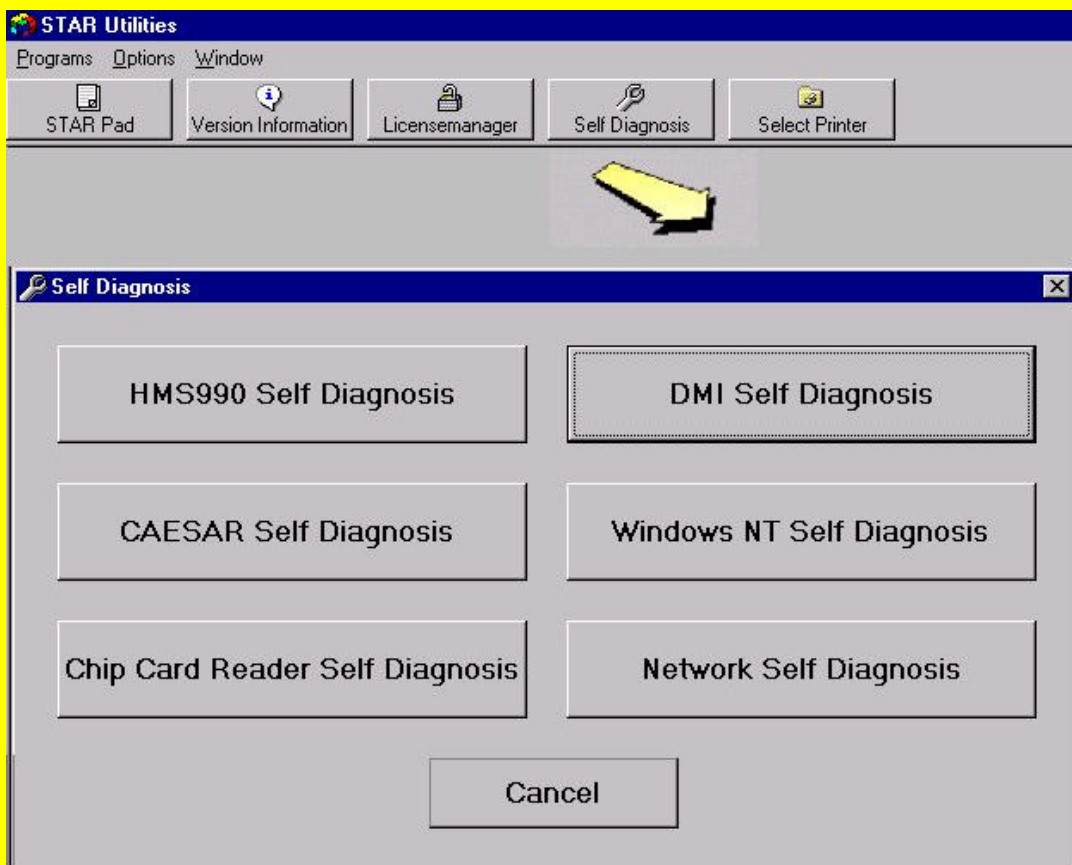 STAR Utilities
Programs Options Window
STAR Pad Version Information Licensemanager Self Diagnosis Select Printer
Self Diagnosis
HMS990 Self Diagnosis DMI Self Diagnosis
CAESAR Self Diagnosis Windows NT Self Diagnosis
Chip Card Reader Self Diagnosis Network Self Diagnosis
Cancel